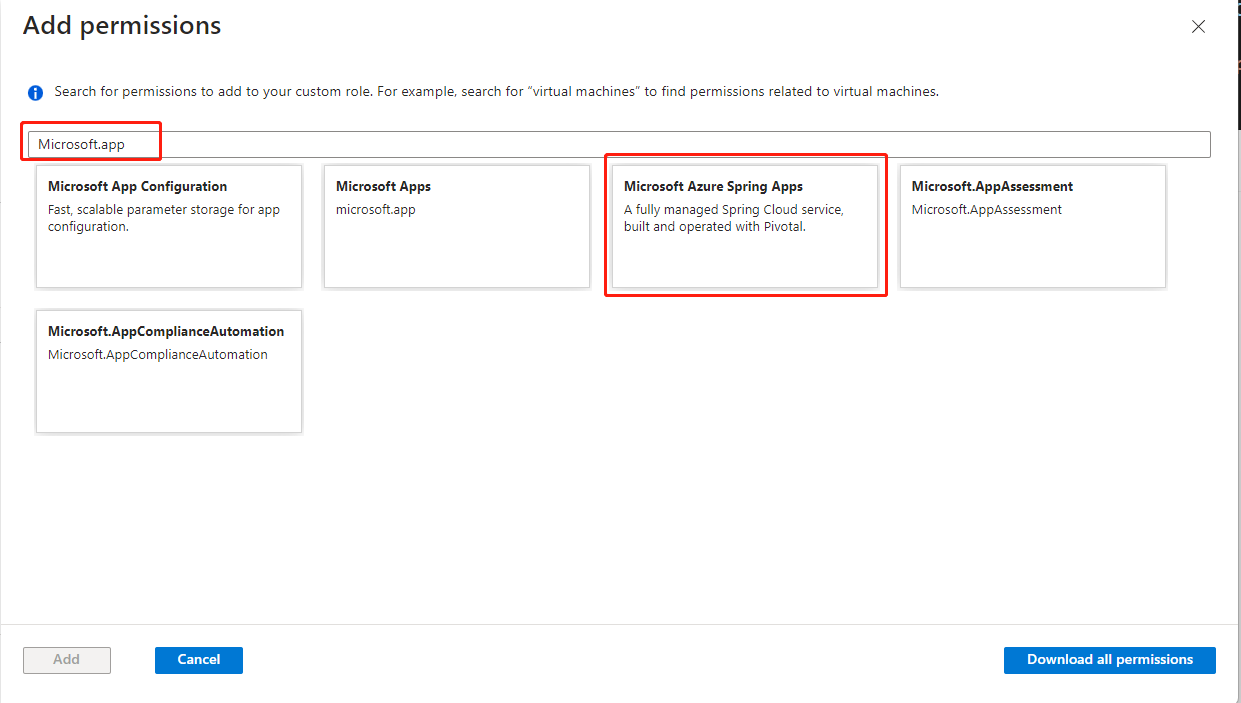 Add permissions
Search for permissions to add to your custom role. For example, search for “virtual machines” to find permissions related to virtual machines.
Microsoft.app
Microsoft App Configuration
Fast, scalable parameter storage for app
configuration.
Microsoft Apps
microsoft.app
Microsoft Azure Spring Apps
A fully managed Spring Cloud service,
built and operated with Pivotal.
Microsoft.AppAssessment
Microsoft.AppAssessment
Microsoft.AppComplianceAutomation
Microsoft.AppComplianceAutomation
Add
Cancel
Download all permissions